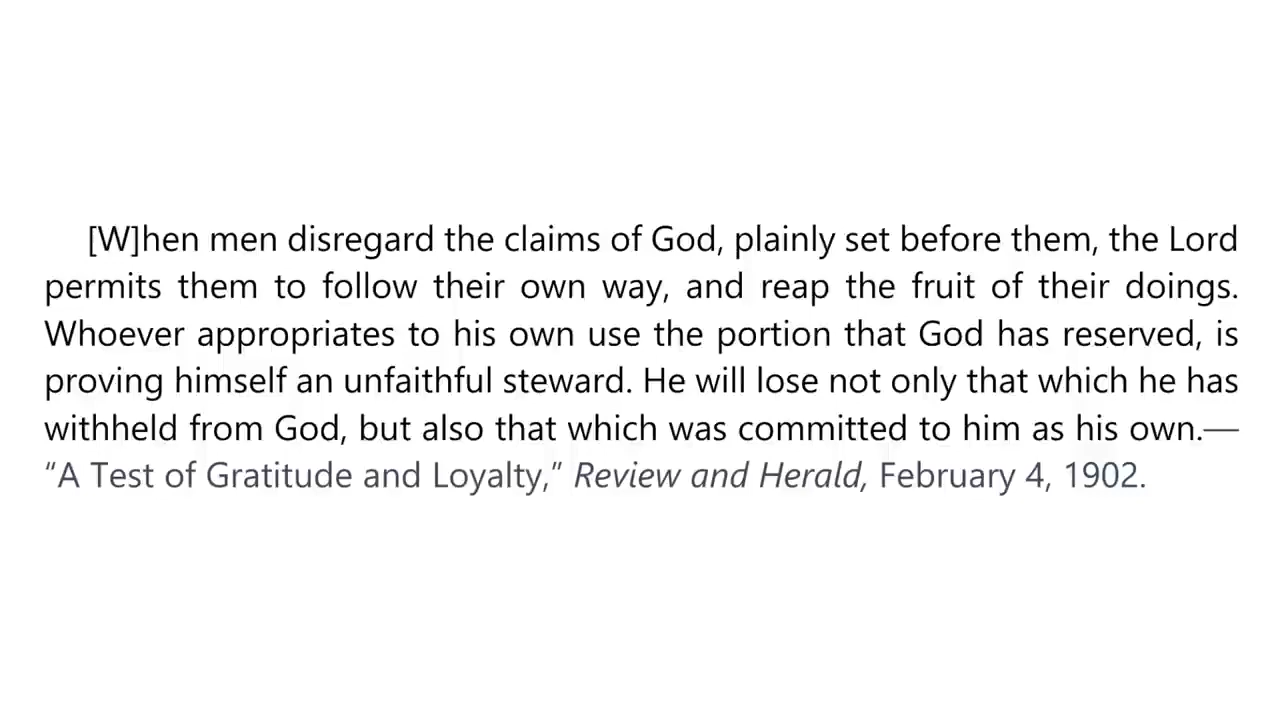 [W]hen men disregard the claims of God, plainly set before them, the Lord
permits them to follow their own way, and reap the fruit of their doings.
Whoever appropriates to his own use the portion that God has reserved, is
proving himself an unfaithful steward. He will lose not only that which he has
withheld from God, but also that which was committed to him as his own.—
“A Test of Gratitude and Loyalty,” Review and Herald, February 4, 1902.